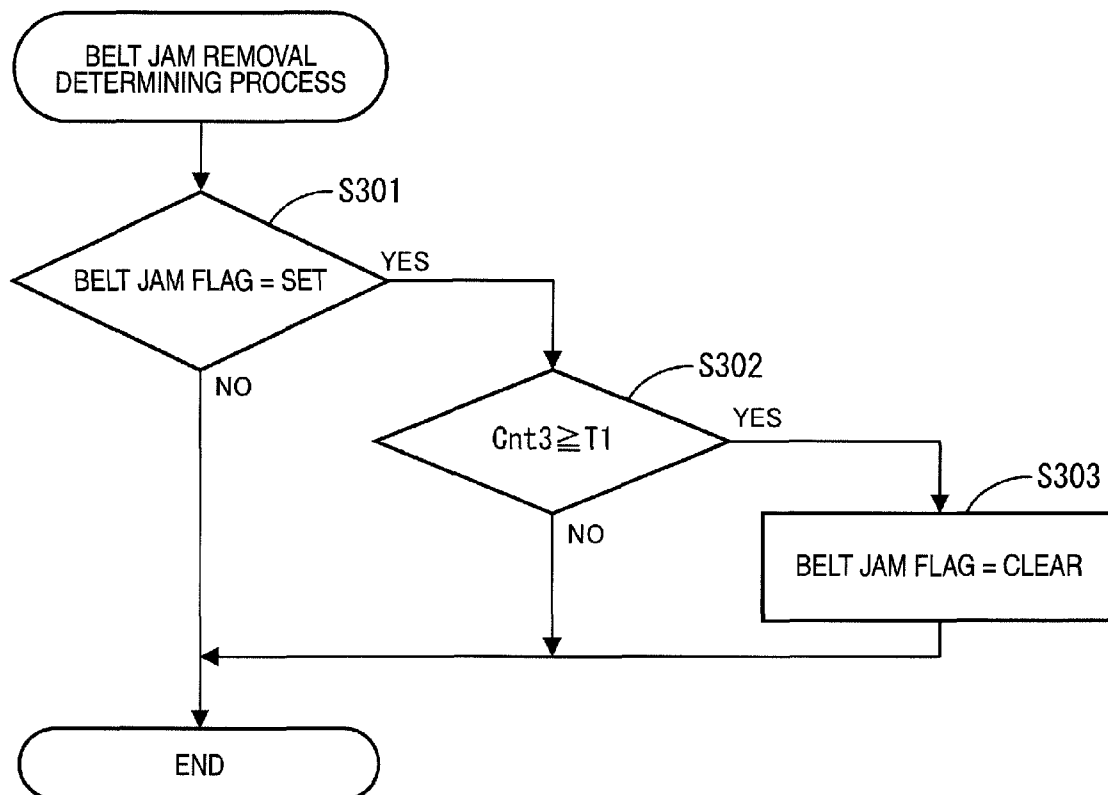 BELT JAM REMOVAL
DETERMINING PROCESS
S301
BELT JAM FLAG = SET
YES
NO
S302
Cnt3≧T1
YES
NO
S303
BELT JAM FLAG = CLEAR
END